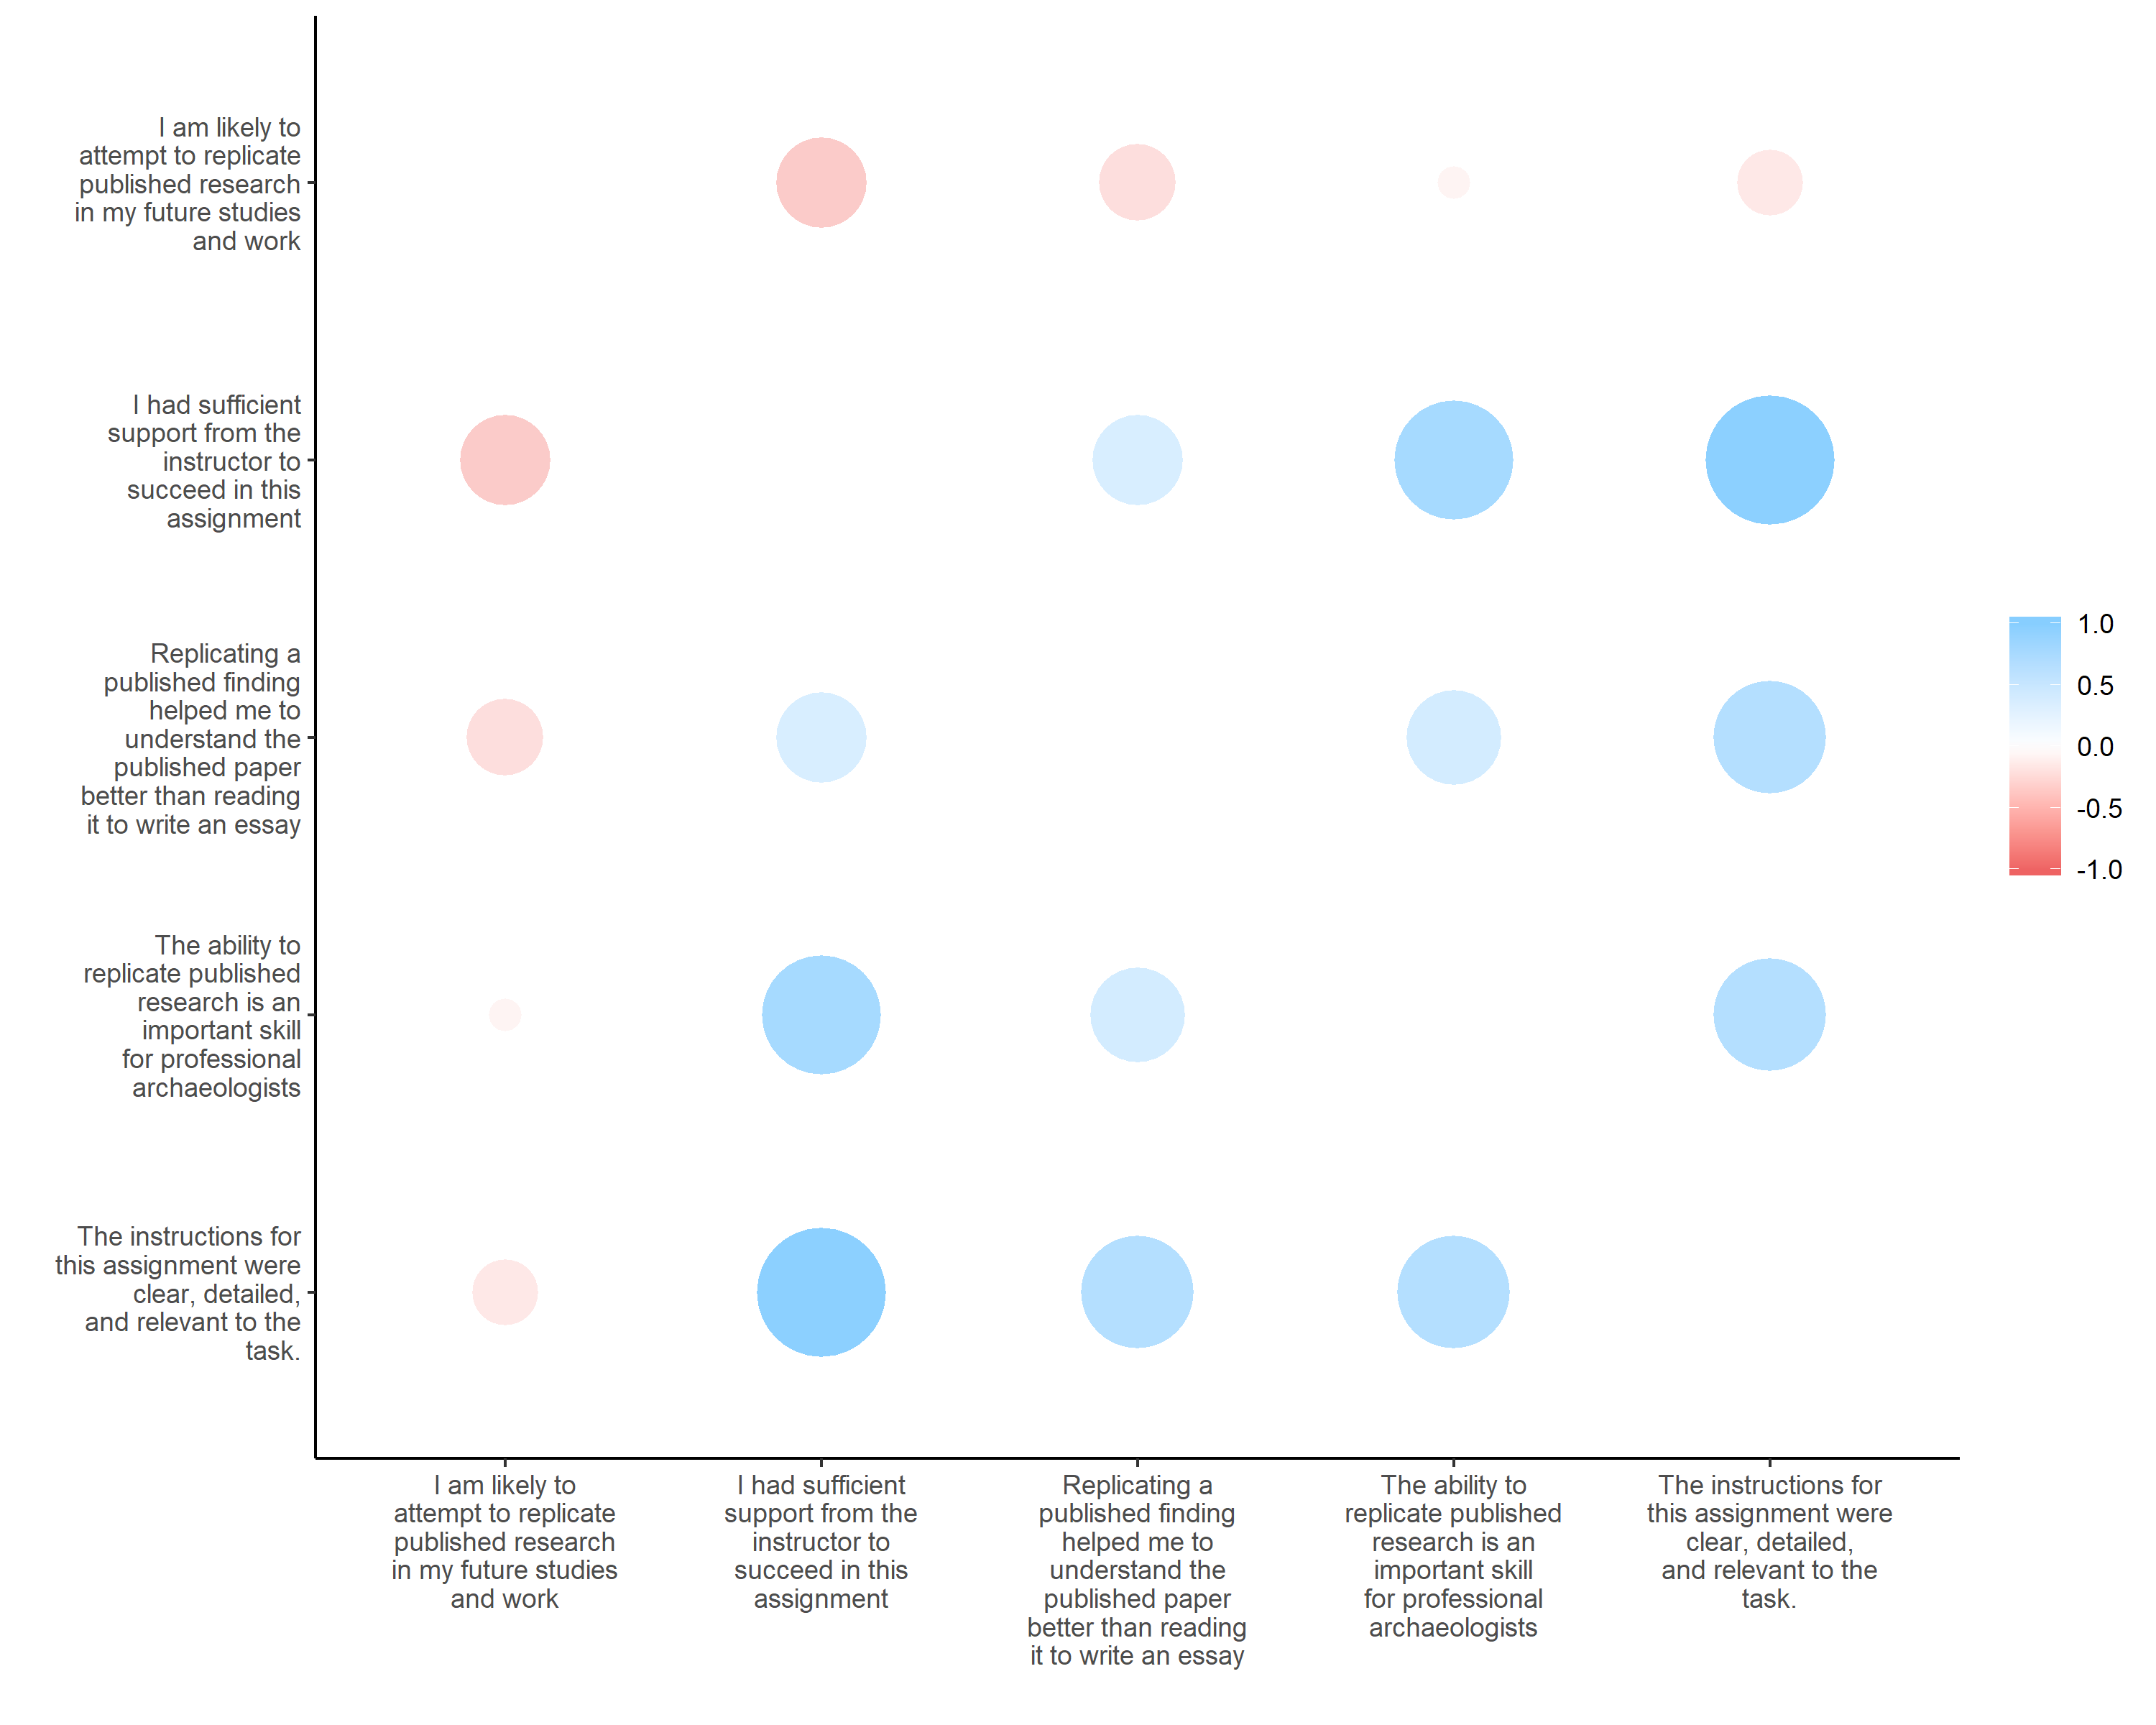 I am likely to
attempt to replicate
published research
in my future studies
and work
I had sufficient
support from the
instructor to
succeed in this
assignment
Replicating a
published finding
helped me to
understand the
published paper
better than reading
it to write an essay
The ability to
replicate published
research is an
important skill
for professional
archaeologists
The instructions for
this assignment were
clear, detailed,
and relevant to the
task.
1.0
0.5
0.0
-0.5
-1.0
I am likely to
attempt to replicate
published research
in my future studies
and work
I had sufficient
support from the
instructor to
succeed in this
assignment
Replicating a
published finding
helped me to
understand the
published paper
better than reading
it to write an essay
The ability to
replicate published
research is an
important skill
for professional
archaeologists
The instructions for
this assignment were
clear, detailed,
and relevant to the
task.